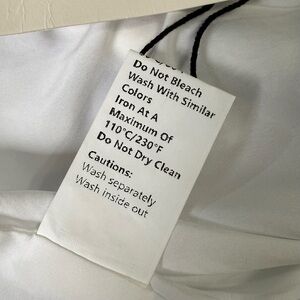 Do Not Bleach
Wash With Similar
Colors
Iron At A
Maximum Of
110°C/230°F
Do Not Dry Clean
Cautions:
Wash separately
Wash inside out